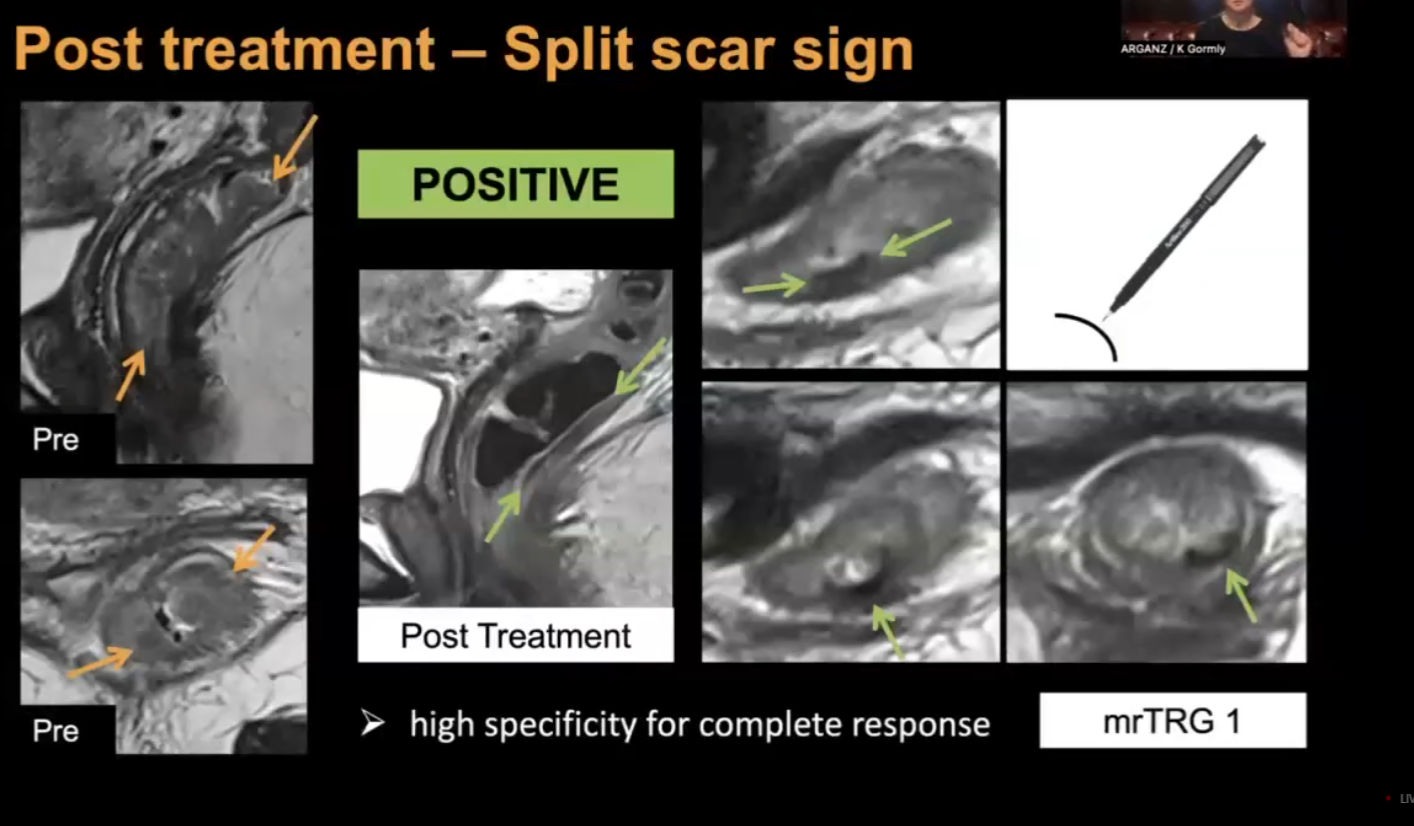 Post treatment – Split scar sign
ARGANZ / K Gormly
POSITIVE
Pre
Post Treatment
Pre
➢ high specificity for complete response
mrTRG 1